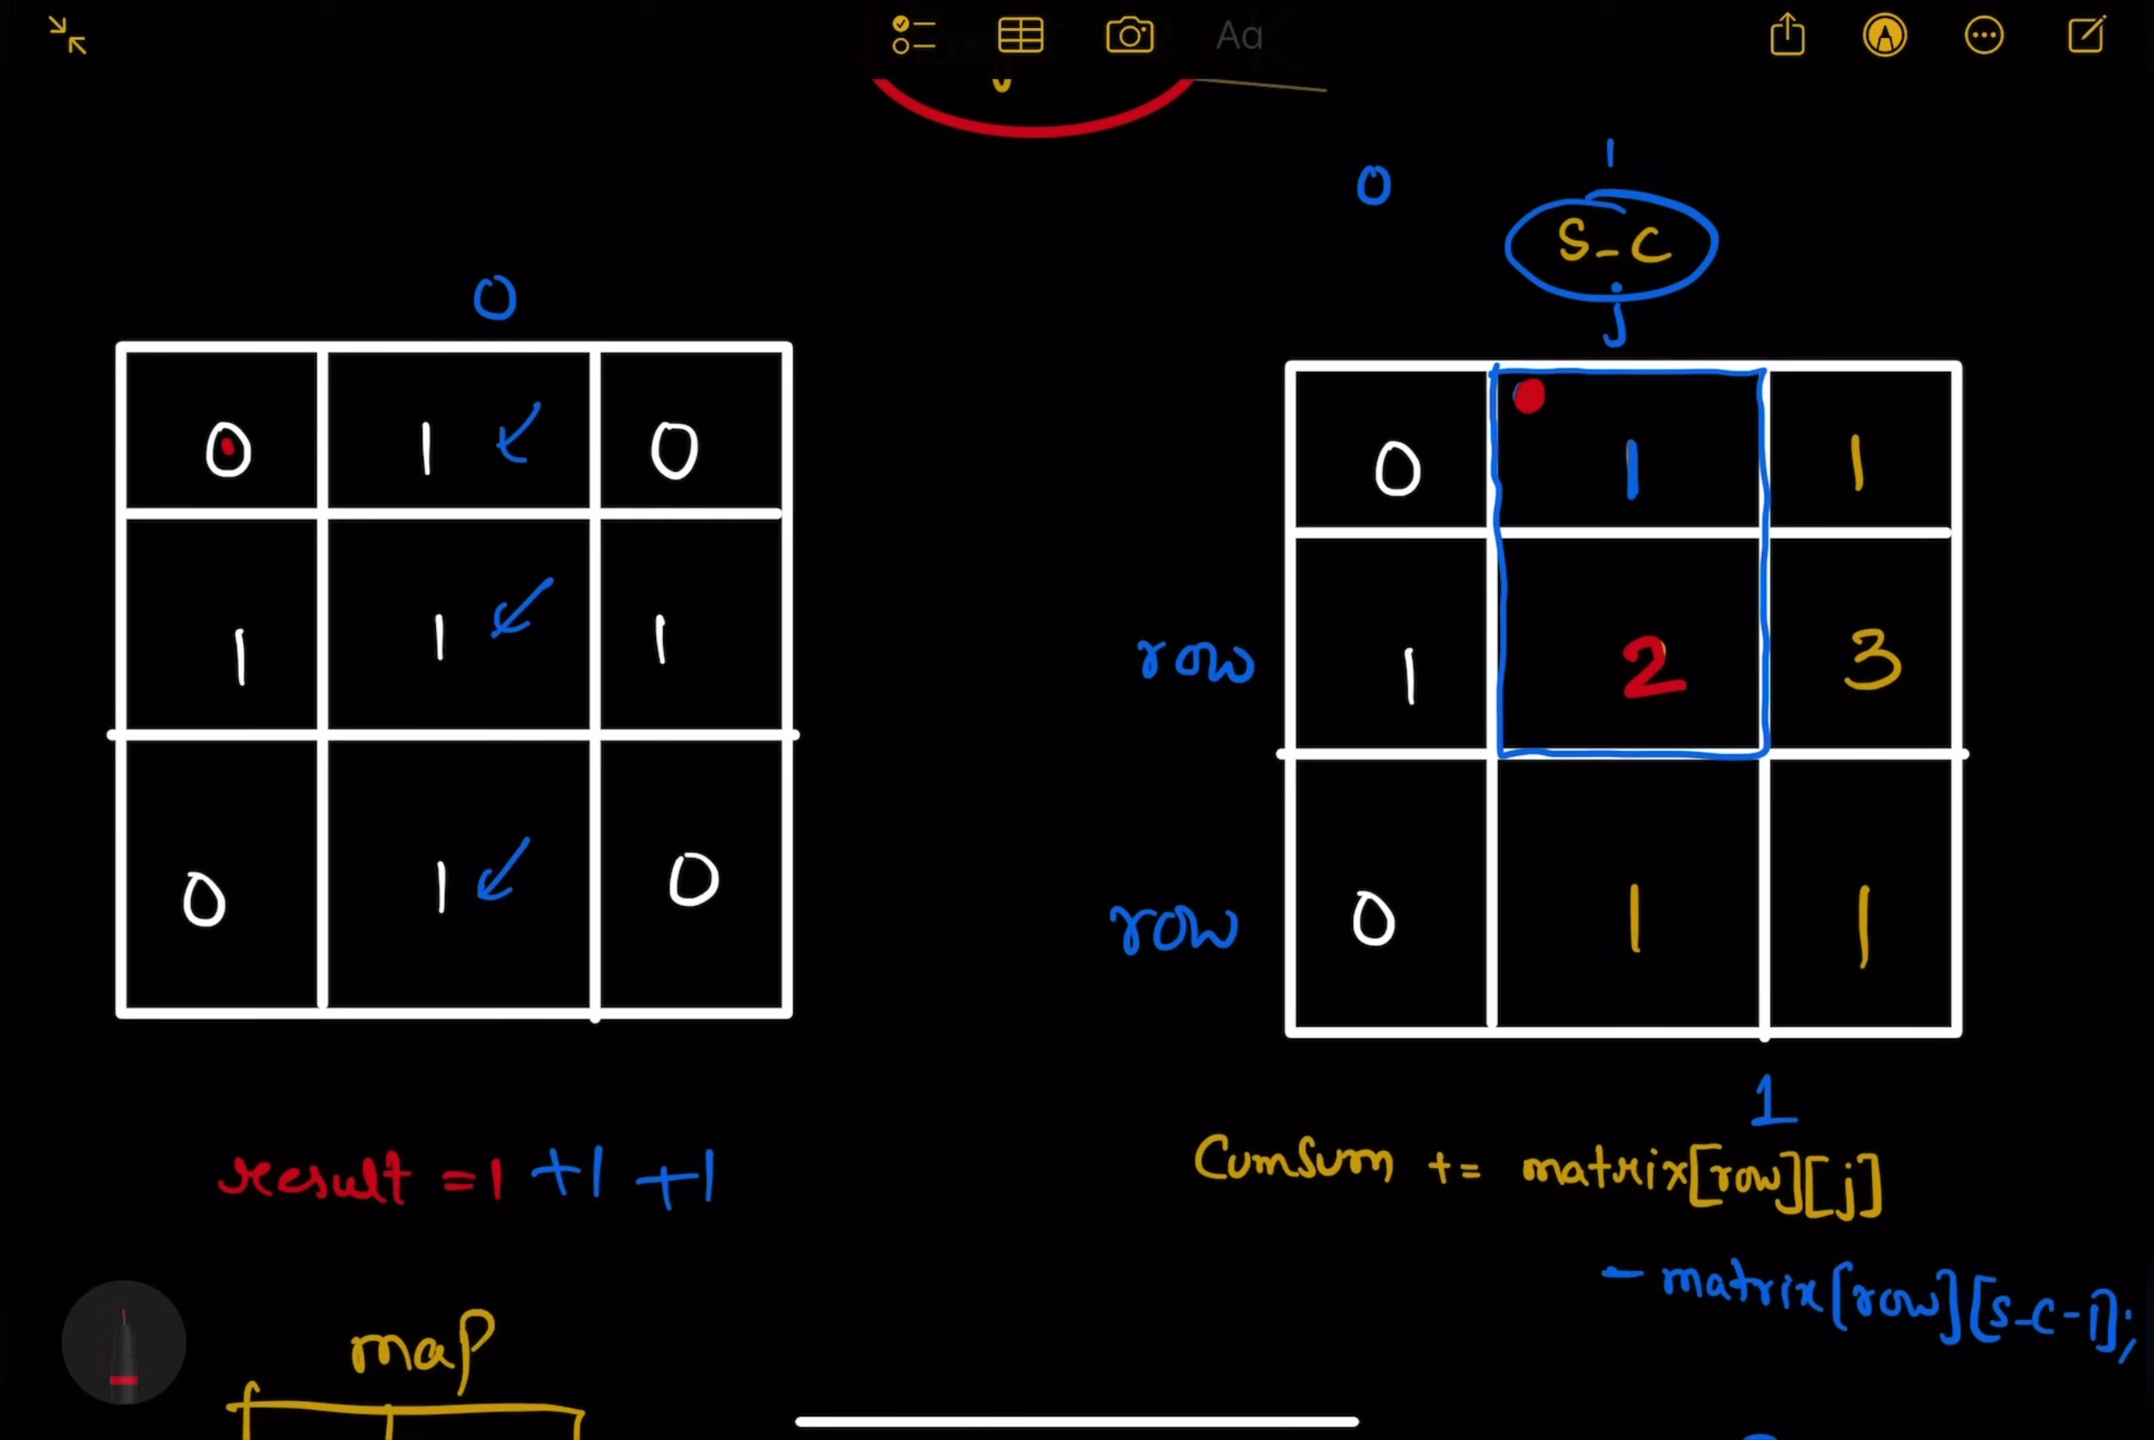 Aa
0
1
S_C
j
0
0 1 0
1 1 1
0 1 0
0 1 1
row 1 2 3
row 0 1 1
1
result = 1 +1 +1
CumSum += matrix[row][j]
- matrix[row][s-c-1];
map